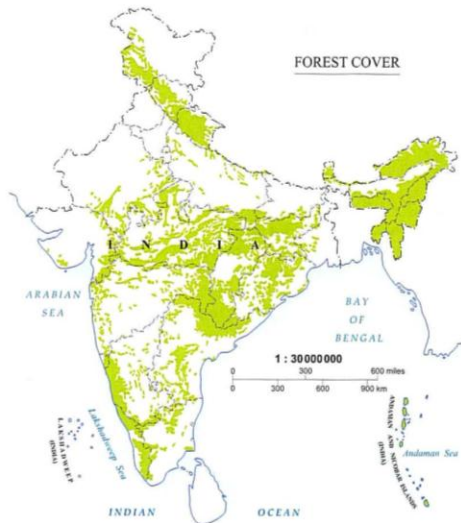 FOREST COVER
I N D I A
ARABIAN
SEA
BAY
OF
BENGAL
1 : 30000000
0 300 600 miles
0 300 600 900 km
LAKSHADWEEP
(INDIA)
Lakshadweep Sea
ANDAMAN
AND NICOBAR ISLANDS
(INDIA)
Andaman Sea
INDIAN OCEAN